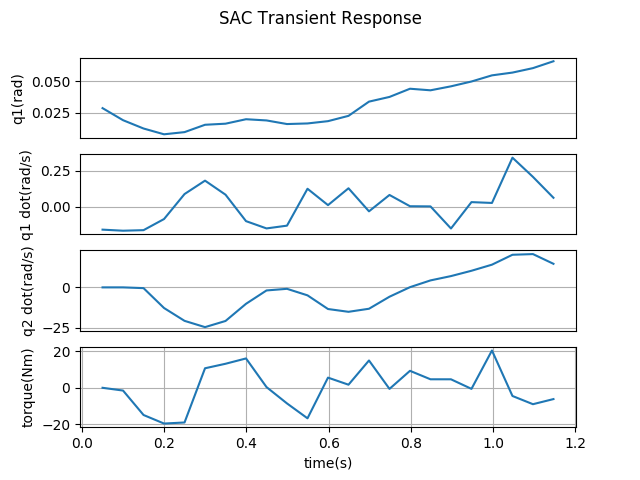 SAC Transient Response
q1(rad)
0.050
0.025
q1 dot(rad/s)
0.25
0.00
q2 dot(rad/s)
0
−25
torque(Nm)
20
0
−20
0.0 0.2 0.4 0.6 0.8 1.0 1.2
time(s)